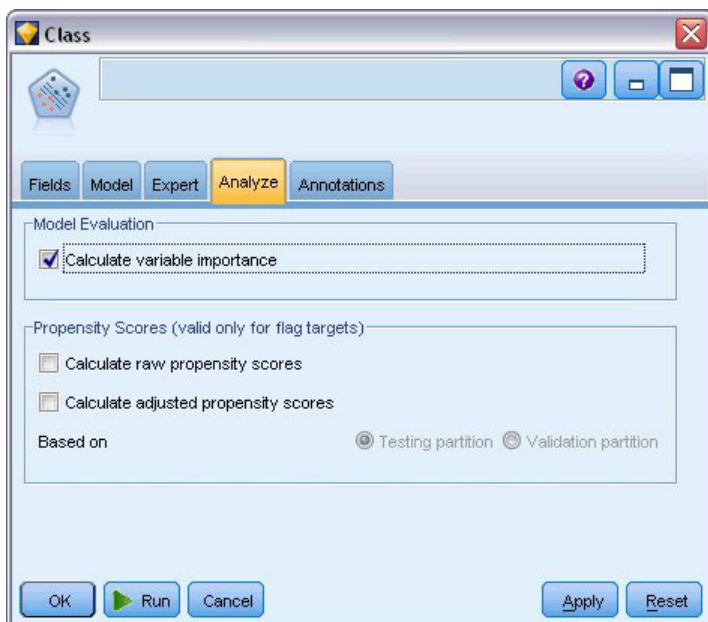 Class
Fields Model Expert Analyze Annotations
Model Evaluation
Calculate variable importance
Propensity Scores (valid only for flag targets)
Calculate raw propensity scores
Calculate adjusted propensity scores
Based on Testing partition Validation partition
OK Run Cancel Apply Reset